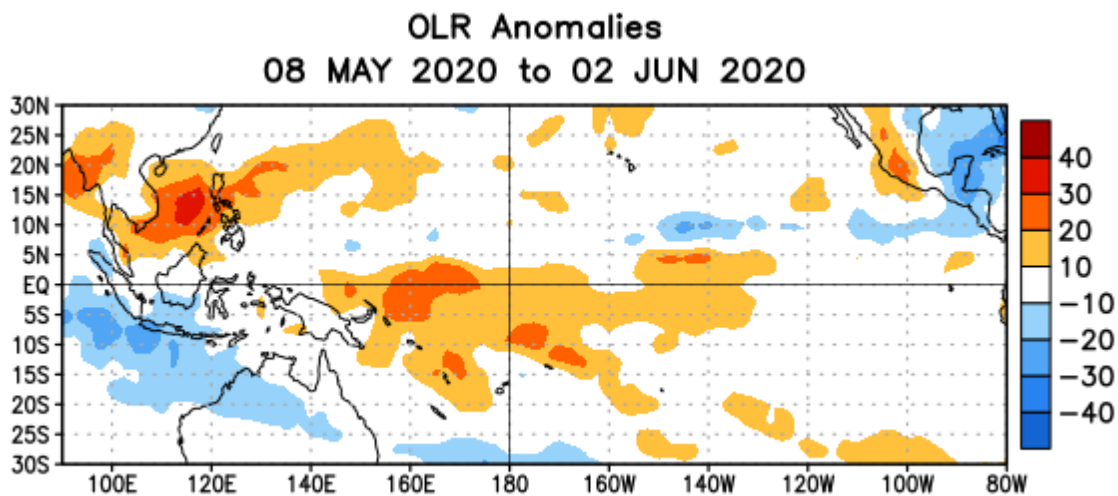 OLR Anomalies
08 MAY 2020 to 02 JUN 2020
30N
25N
20N
15N
10N
5N
EQ
5S
10S
15S
20S
25S
30S
100E 120E 140E 160E 180 160W 140W 120W 100W 80W
40
30
20
10
−10
−20
−30
−40